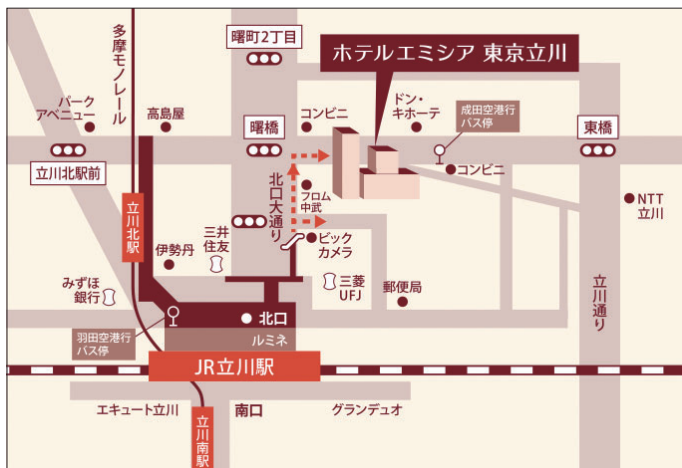 多摩モノレール
曙町2丁目
ホテルエミシア 東京立川
パーク
アベニュー
高島屋
曙橋
コンビニ
ドン・
キホーテ
成田空港行
バス停
東橋
立川北駅前
コンビニ
立川北駅
北口大通り
フロム
中武
NTT
立川
三井
住友
伊勢丹
ビック
カメラ
みずほ
銀行
三菱
UFJ
郵便局
立川通り
羽田空港行
バス停
北口
ルミネ
JR立川駅
エキュート立川
南口
グランデュオ
立川南駅